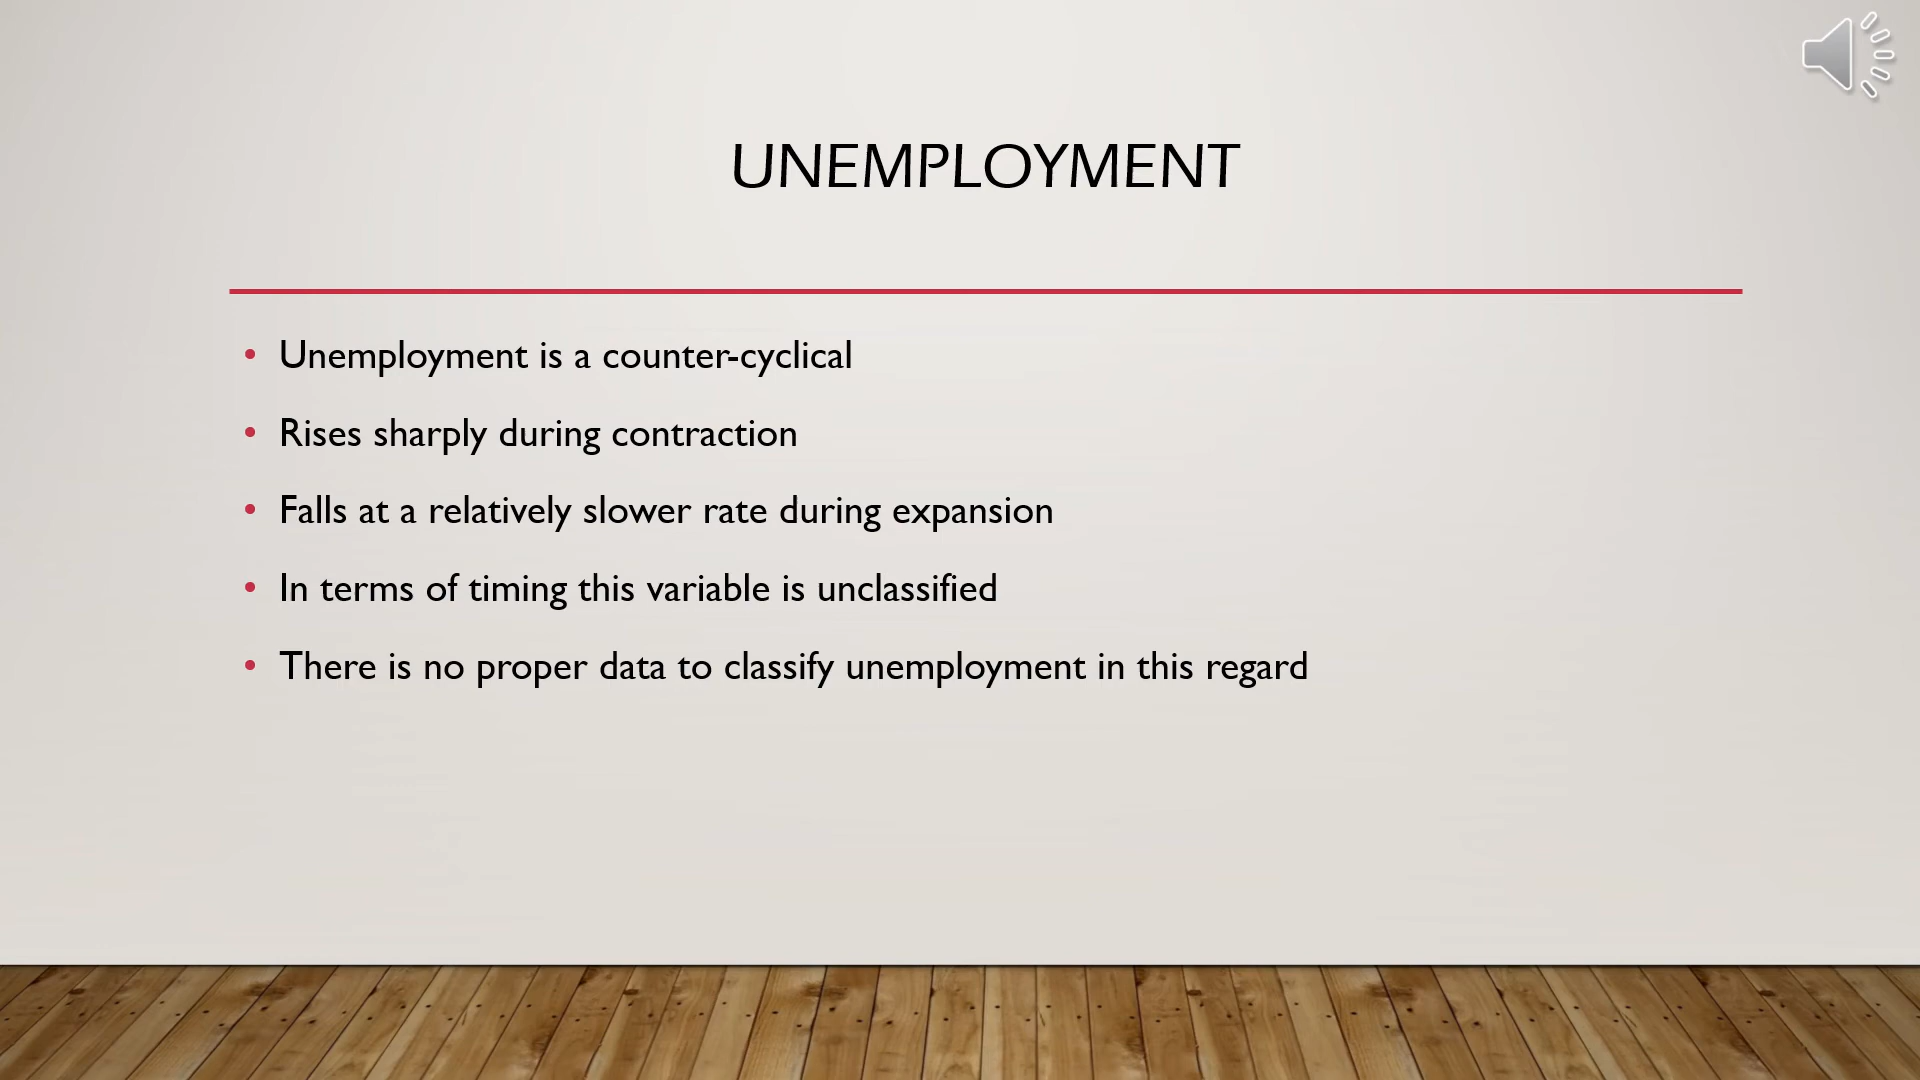 UNEMPLOYMENT
• Unemployment is a counter-cyclical
• Rises sharply during contraction
• Falls at a relatively slower rate during expansion
• In terms of timing this variable is unclassified
• There is no proper data to classify unemployment in this regard